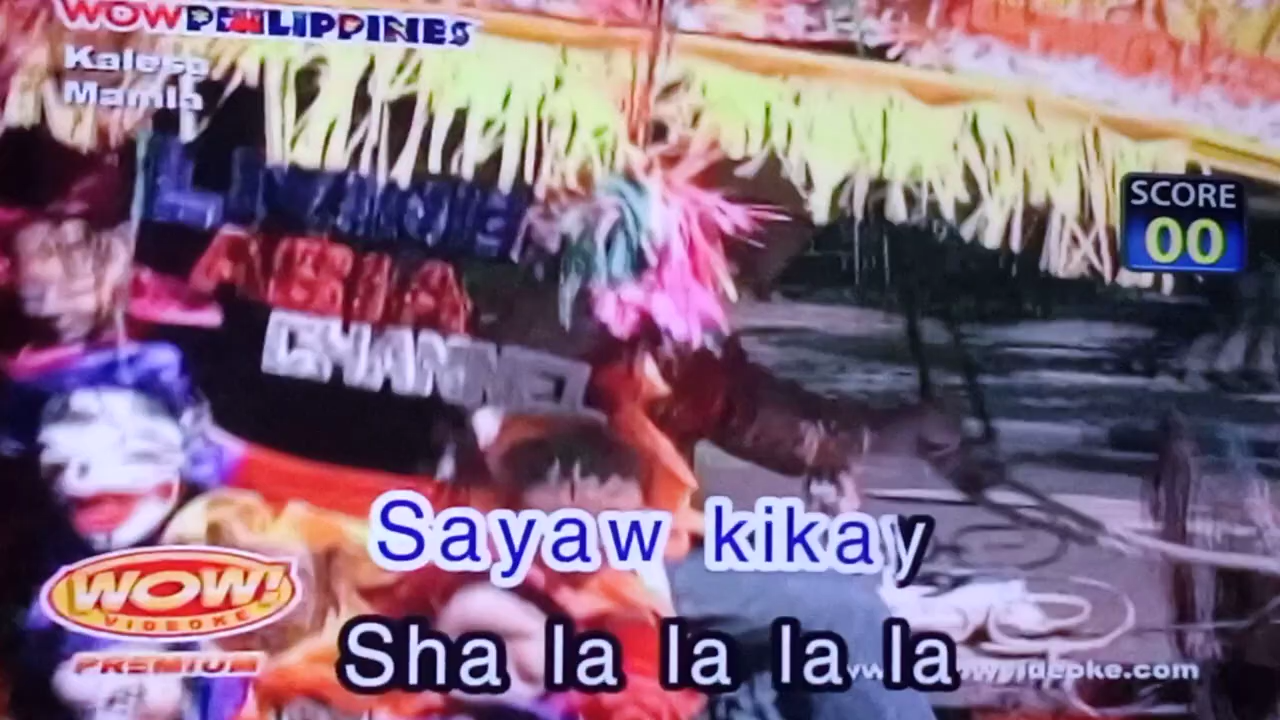 WOW PHILIPPINES
Kalesa
Manila
SCORE
00
CHANNEL
Sayaw kikay
WOW!
VIDEOKE
PREMIUM
Sha la la la la